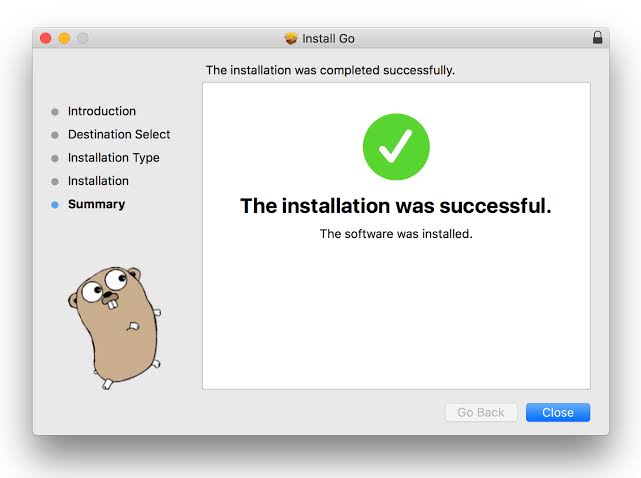 Install Go
The installation was completed successfully.
Introduction
Destination Select
Installation Type
Installation
Summary
The installation was successful.
The software was installed.
Go Back
Close